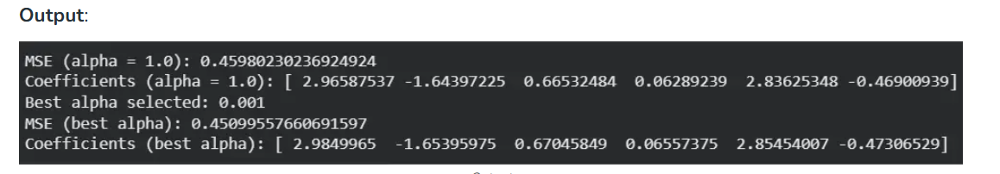 Output:
MSE (alpha = 1.0): 0.45980230236924924
Coefficients (alpha = 1.0): [ 2.96587537 -1.64397225  0.66532484  0.06289239  2.83625348 -0.46900939]
Best alpha selected: 0.001
MSE (best alpha): 0.45099557660691597
Coefficients (best alpha): [ 2.9849965  -1.65395975  0.67045849  0.06557375  2.85454007 -0.47306529]